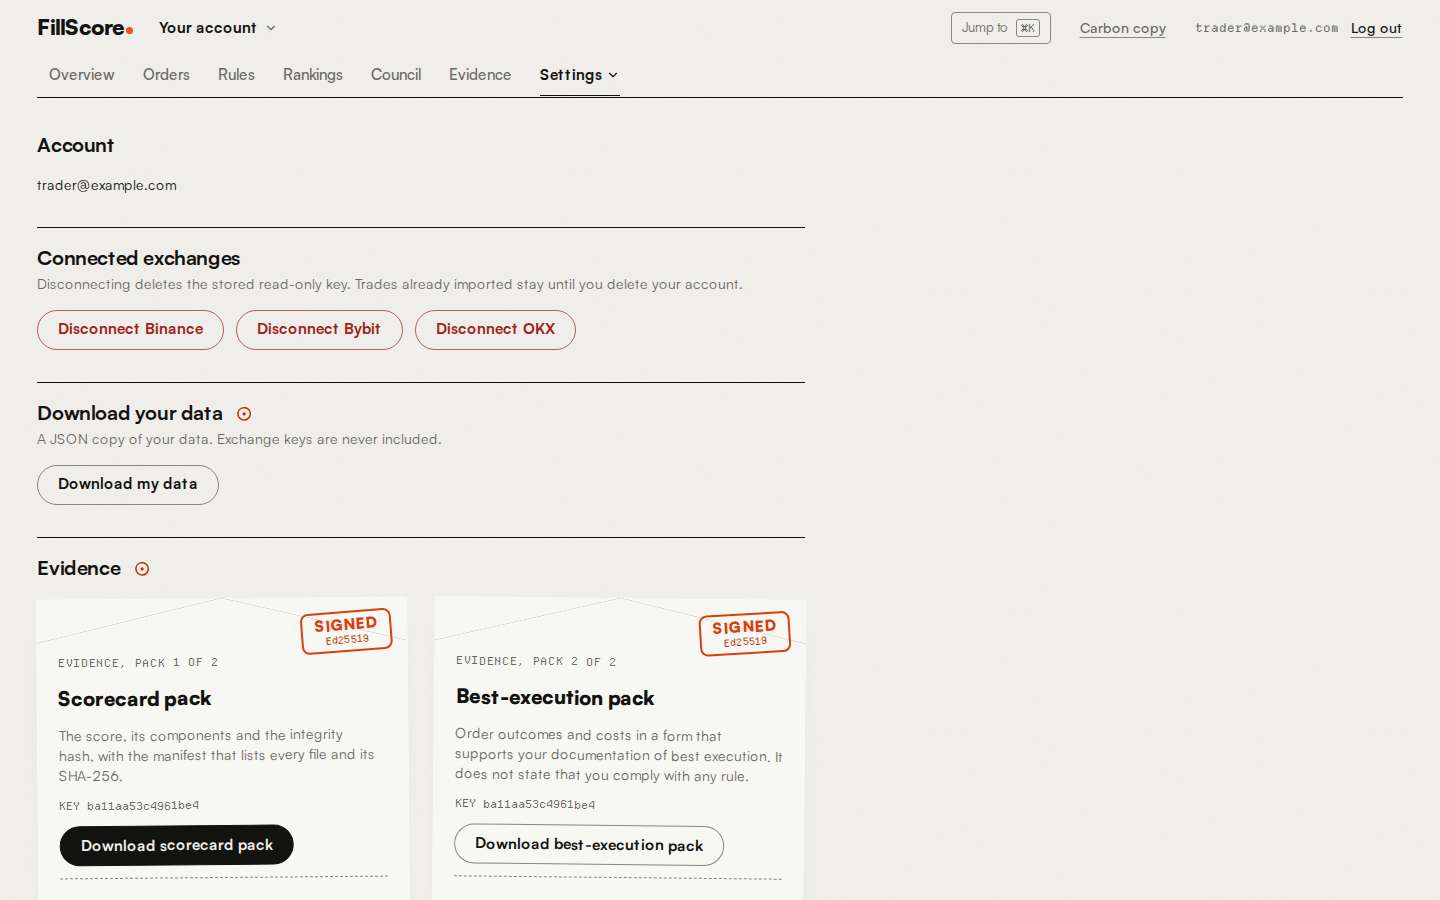 FillScore.
Your account
Jump to ⌘K
Carbon copy
trader@example.com
Log out
Overview
Orders
Rules
Rankings
Council
Evidence
Settings
Account
trader@example.com
Connected exchanges
Disconnecting deletes the stored read-only key. Trades already imported stay until you delete your account.
Disconnect Binance
Disconnect Bybit
Disconnect OKX
Download your data
A JSON copy of your data. Exchange keys are never included.
Download my data
Evidence
SIGNED
Ed25519
EVIDENCE, PACK 1 OF 2
Scorecard pack
The score, its components and the integrity
hash, with the manifest that lists every file and its
SHA-256.
KEY ba11aa53c4961be4
Download scorecard pack
SIGNED
Ed25519
EVIDENCE, PACK 2 OF 2
Best-execution pack
Order outcomes and costs in a form that
supports your documentation of best execution. It
does not state that you comply with any rule.
KEY ba11aa53c4961be4
Download best-execution pack